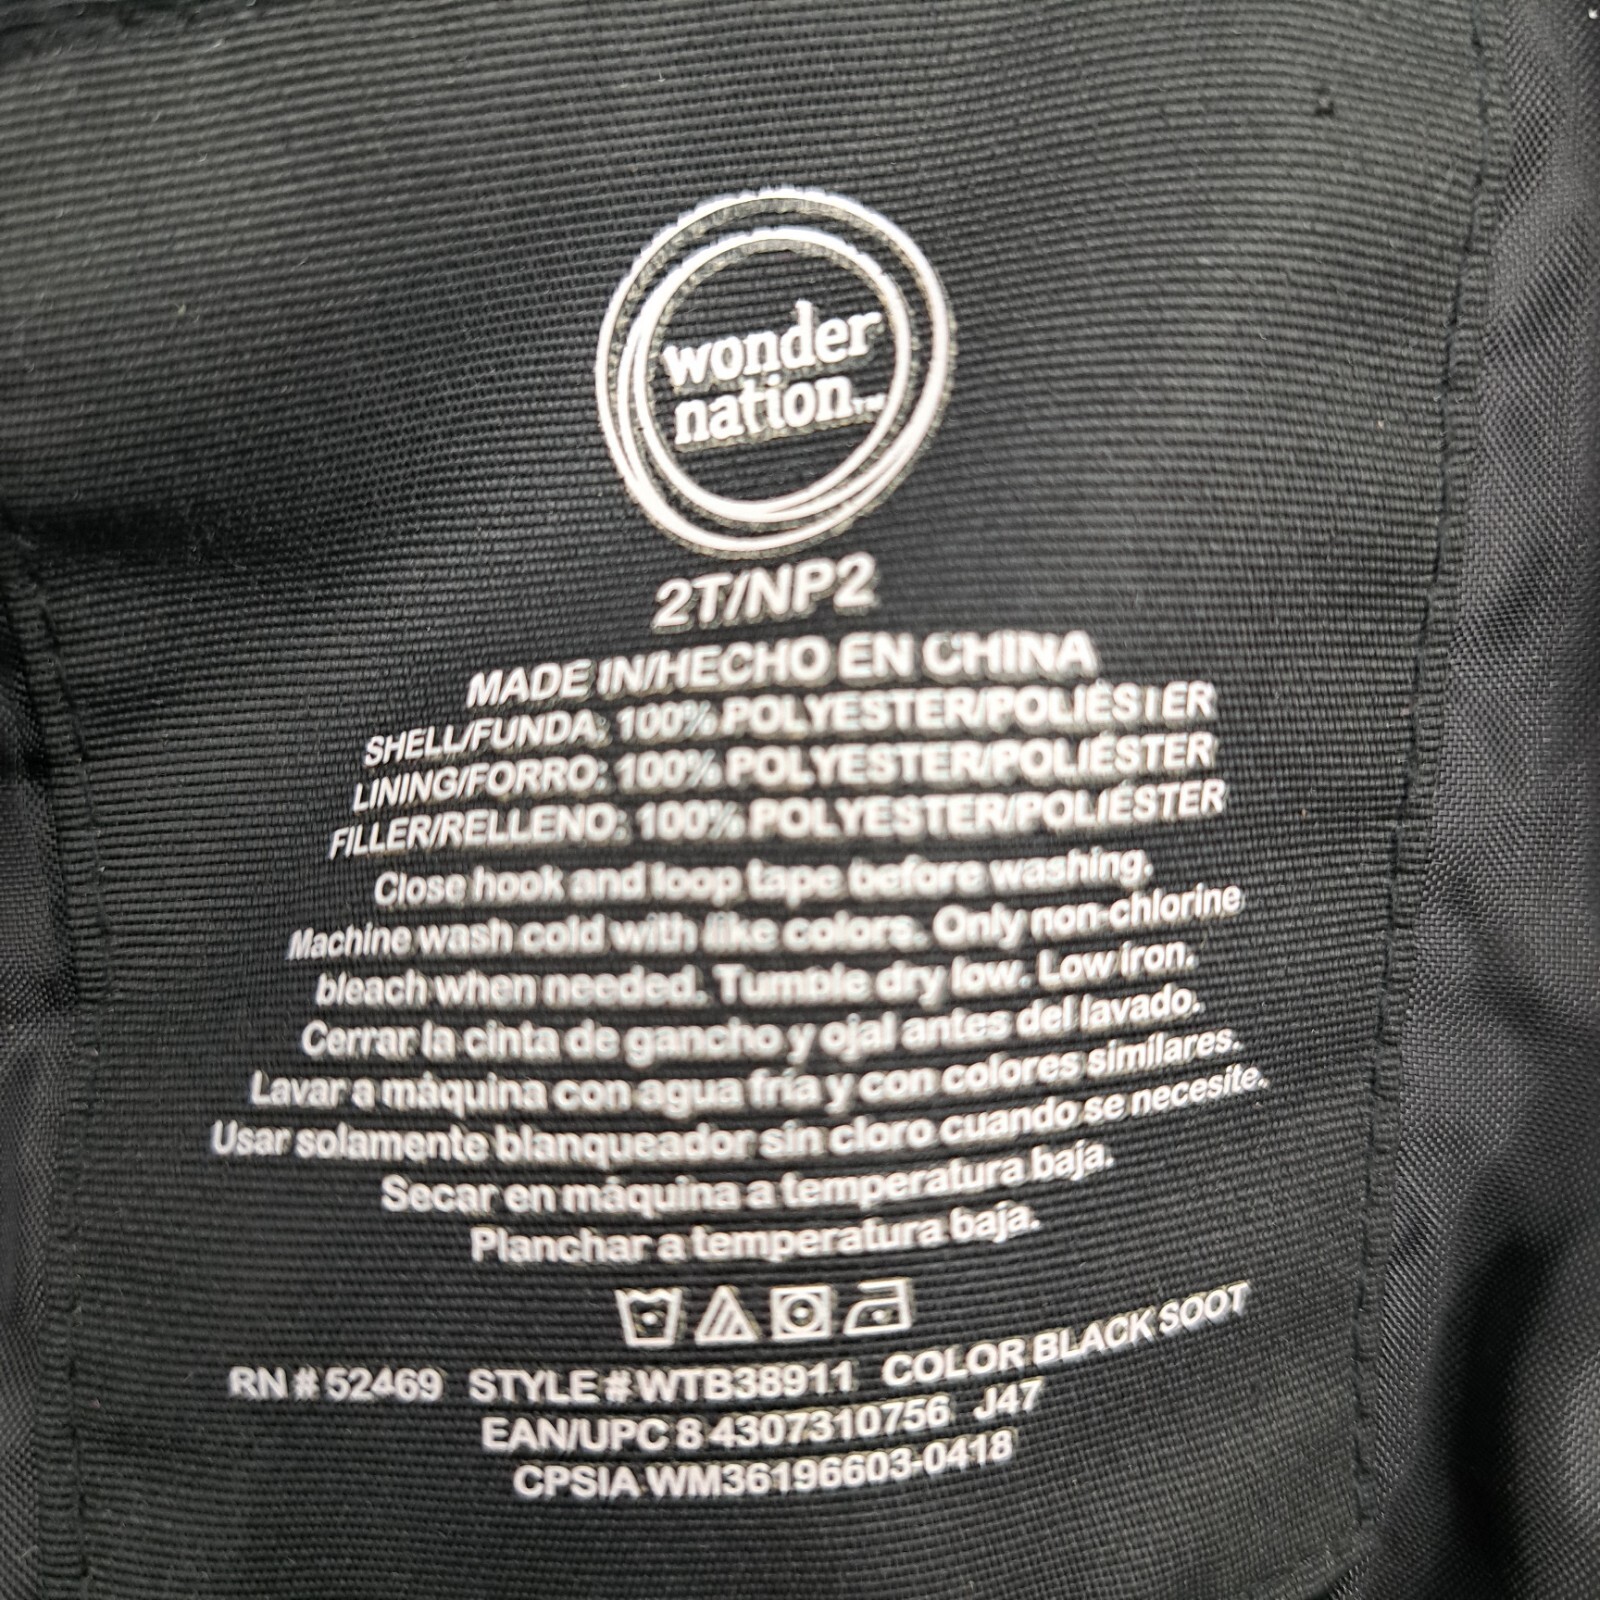 wonder
nation™
2T/NP2
MADE IN/HECHO EN CHINA
SHELL/FUNDA: 100% POLYESTER/POLIÉSTER
LINING/FORRO: 100% POLYESTER/POLIÉSTER
FILLER/RELLENO: 100% POLYESTER/POLIÉSTER
Close hook and loop tape before washing.
Machine wash cold with like colors. Only non-chlorine
bleach when needed. Tumble dry low. Low iron.
Cerrar la cinta de gancho y ojal antes del lavado.
Lavar a máquina con agua fría y con colores similares.
Usar solamente blanqueador sin cloro cuando se necesite.
Secar en máquina a temperatura baja.
Planchar a temperatura baja.
RN # 52469 STYLE # WTB38911 COLOR BLACK SOOT
EAN/UPC 8 4307310756 J47
CPSIA WM36196603-0418